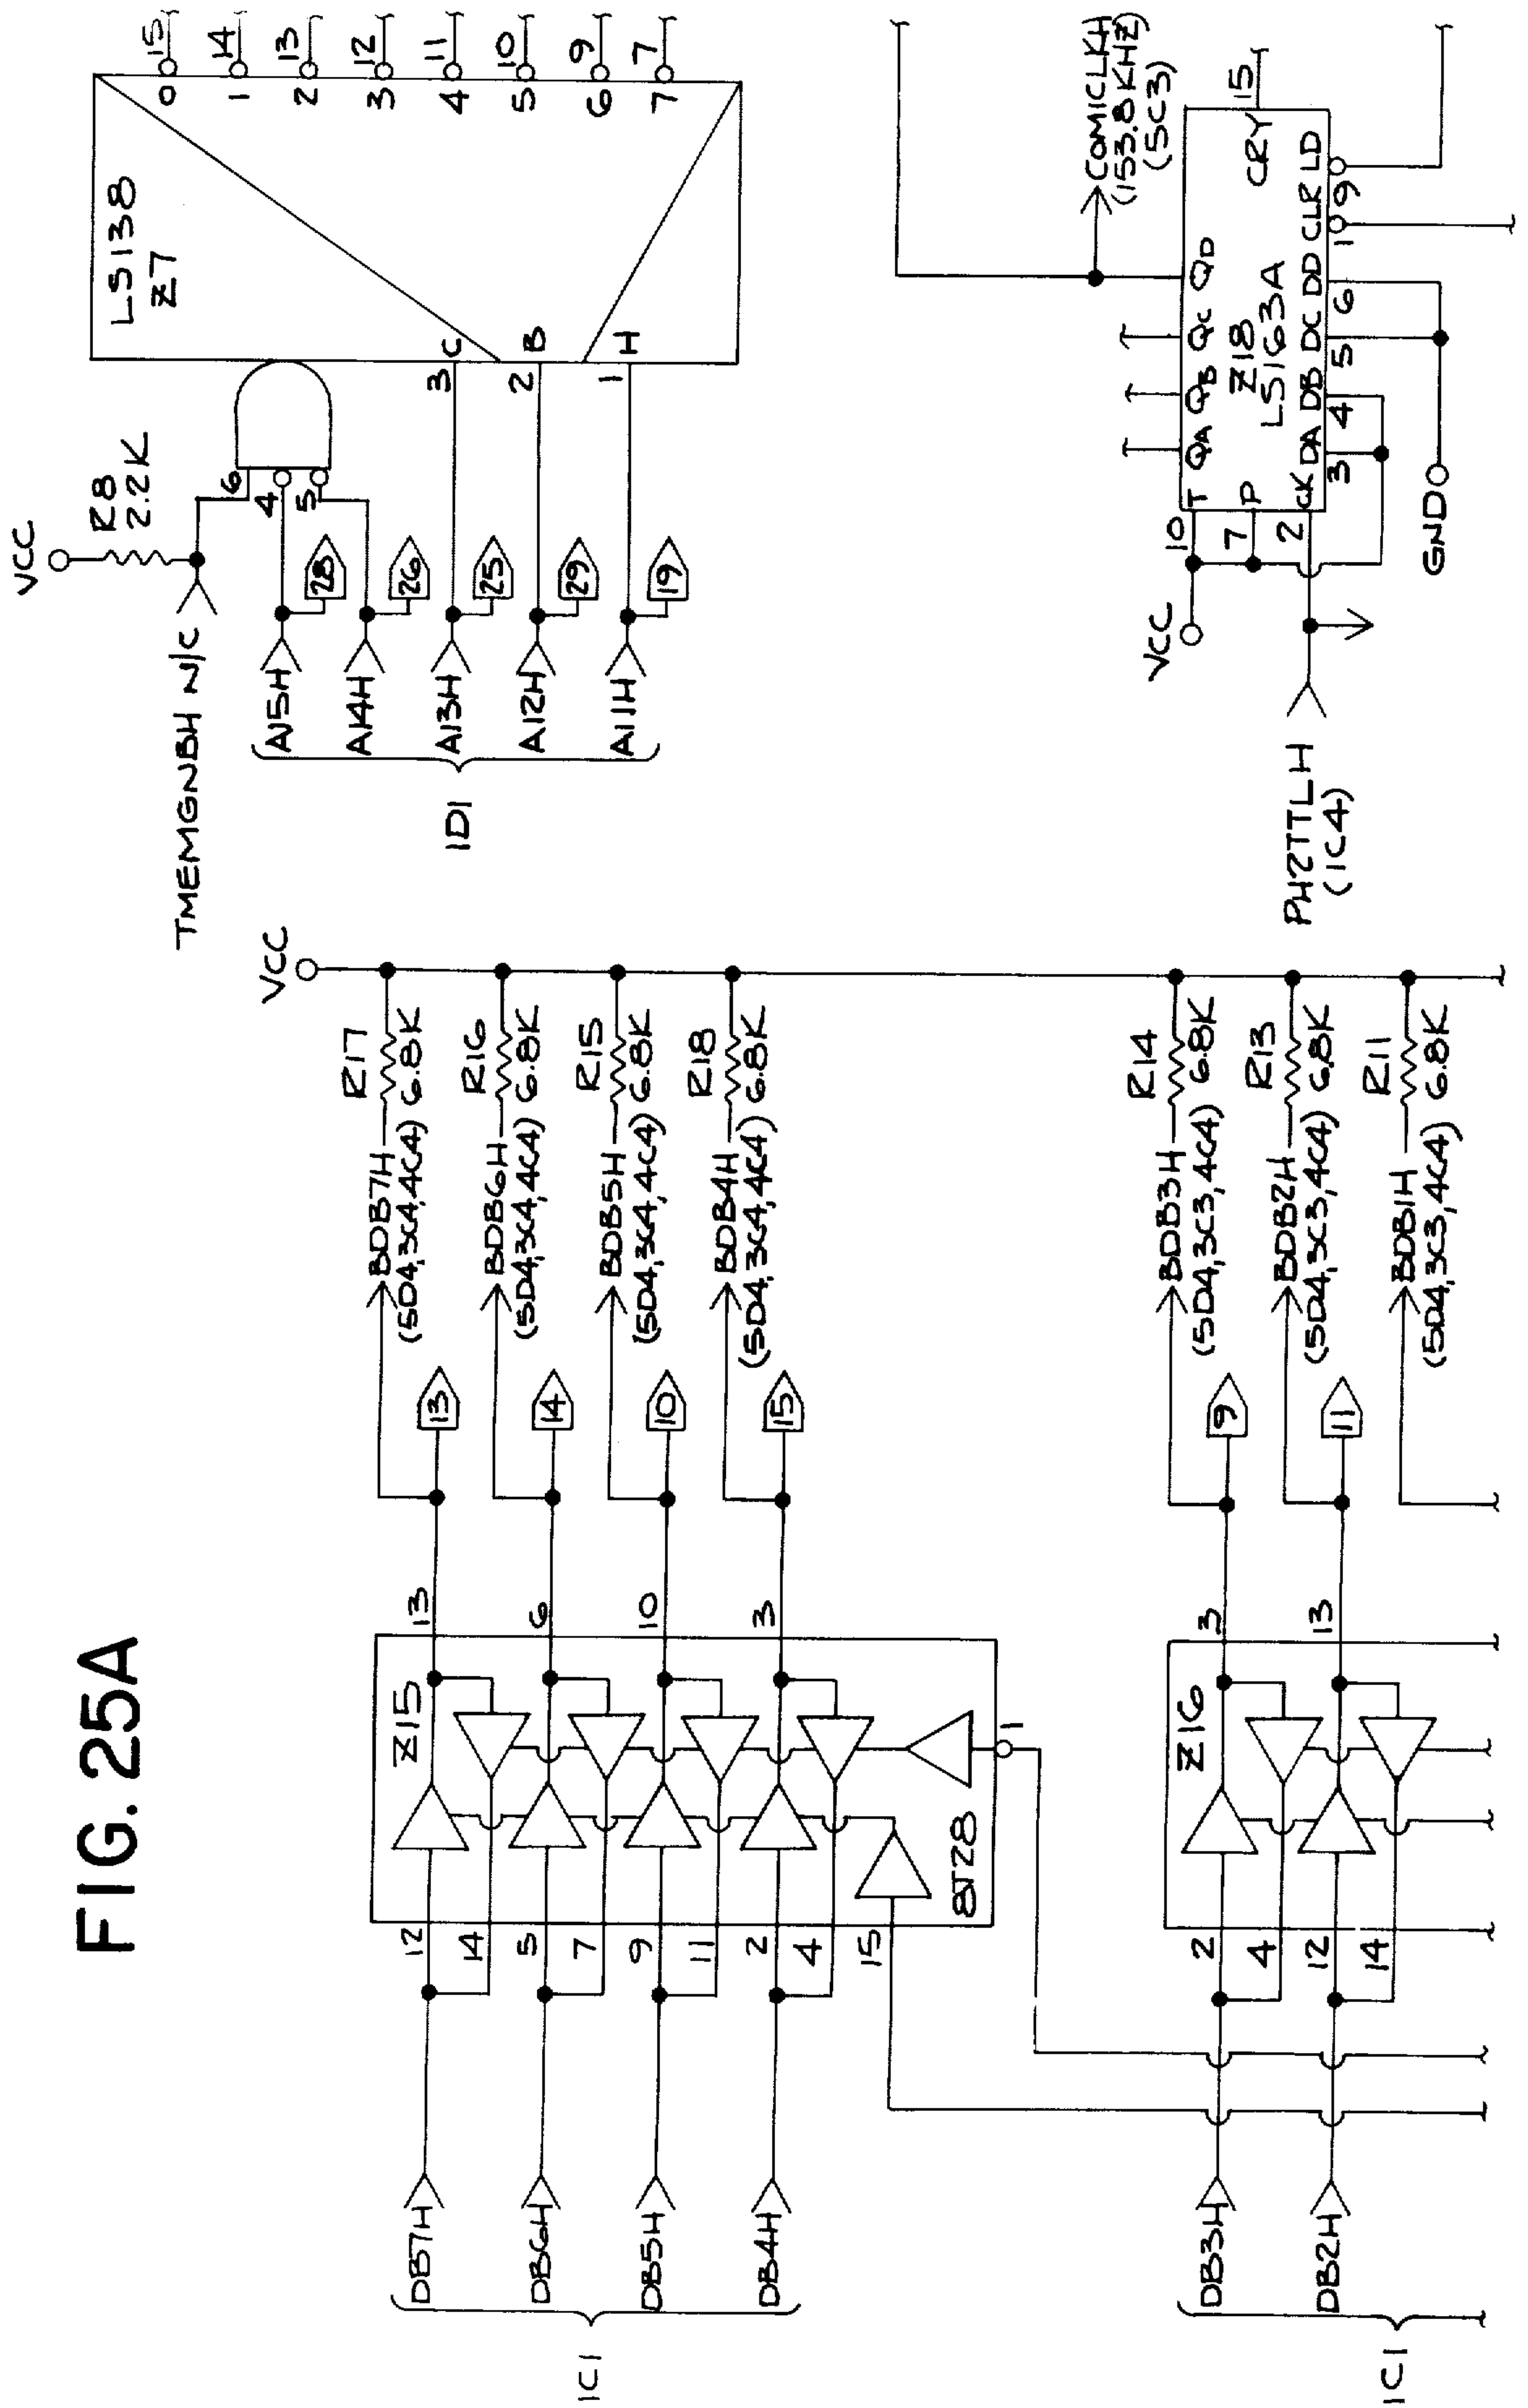 FIG. 25A
1C1
DB7H
DB6H
DB5H
DB4H
12
14
5
7
9
11
2
4
15
Z15
8T28
1
13
6
10
3
13
14
10
15
BDB7H
(5D4,3C4,4C4)
BDB6H
(5D4,3C4,4C4)
BDB5H
(5D4,3C4,4C4)
BDB4H
(5D4,3C4,4C4)
R17
6.8K
R16
6.8K
R15
6.8K
R18
6.8K
VCC
1C1
DB3H
DB2H
2
4
12
14
Z16
3
13
9
11
BDB3H
(5D4,3C3,4C4)
BDB2H
(5D4,3C3,4C4)
BDB1H
(5D4,3C3,4C4)
R14
6.8K
R13
6.8K
R11
6.8K
TMEMGNBH N/C
VCC
R8
2.2K
1D1
A15H
A14H
A13H
A12H
A11H
28
26
25
29
19
6
4
5
3
2
1
C
B
H
LS138
Z7
0 15
1 14
2 13
3 12
4 11
5 10
6 9
7 7
PH2TTLH
(1C4)
VCC
GND
10 T
7 P
2 CK
QA QB QC QD
Z18
LS163A
CRY 15
DA DB DC DD CLR LD
3 4 5 6 1 9
COMICLKH
(153.8KHZ)
(5C3)